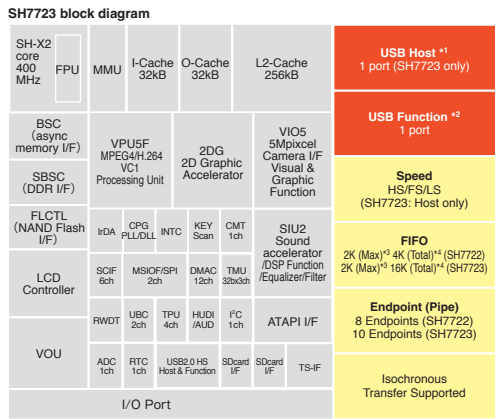 SH7723 block diagram
SH-X2
core
400
MHz
FPU
MMU
I-Cache
32kB
O-Cache
32kB
L2-Cache
256kB
USB Host *1
1 port (SH7723 only)
BSC
(async
memory I/F)
VPU5F
MPEG4/H.264
VC1
Processing Unit
2DG
2D Graphic
Accelerator
VIO5
5Mpixcel
Camera I/F
Visual &
Graphic
Function
USB Function *2
1 port
SBSC
(DDR I/F)
Speed
HS/FS/LS
(SH7723: Host only)
FLCTL
(NAND Flash
I/F)
IrDA
CPG
PLL/DLL
INTC
KEY
Scan
CMT
1ch
SIU2
Sound
accelerator
/DSP Function
/Equalizer/Filter
FIFO
2K (Max)*3 4K (Total)*4 (SH7722)
2K (Max)*3 16K (Total)*4 (SH7723)
LCD
Controller
SCIF
6ch
MSIOF/SPI
2ch
DMAC
12ch
TMU
32bx3ch
RWDT
UBC
2ch
TPU
4ch
HUDI
/AUD
I²C
1ch
ATAPI I/F
Endpoint (Pipe)
8 Endpoints (SH7722)
10 Endpoints (SH7723)
VOU
ADC
1ch
RTC
1ch
USB2.0 HS
Host & Function
SDcard
I/F
SDcard
I/F
TS-IF
Isochronous
Transfer Supported
I/O Port